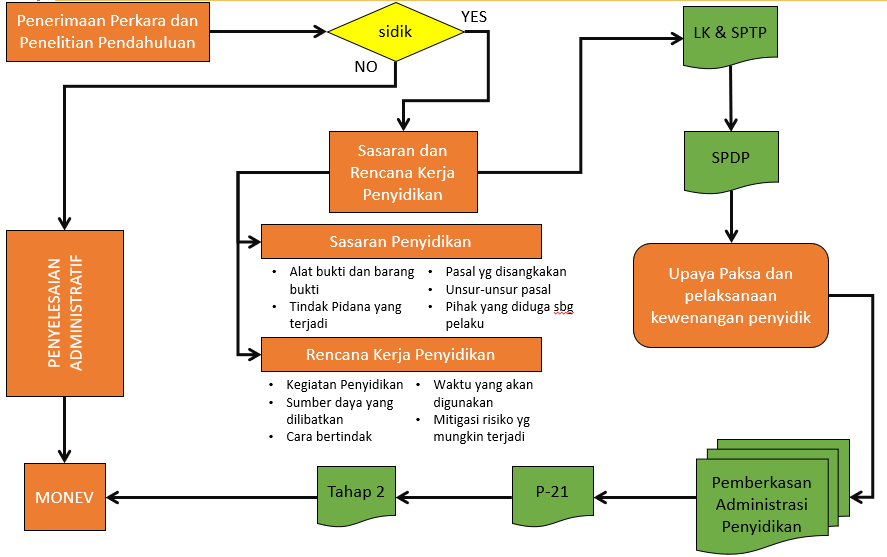 Penerimaan Perkara dan
Penelitian Pendahuluan
sidik
YES
NO
LK & SPTP
SPDP
Sasaran dan
Rencana Kerja
Penyidikan
Sasaran Penyidikan
• Alat bukti dan barang
bukti
• Tindak Pidana yang
terjadi
• Pasal yg disangkakan
• Unsur-unsur pasal
• Pihak yang diduga sbg
pelaku
Rencana Kerja Penyidikan
• Kegiatan Penyidikan
• Sumber daya yang
dilibatkan
• Cara bertindak
• Waktu yang akan
digunakan
• Mitigasi risiko yg
mungkin terjadi
Upaya Paksa dan
pelaksanaan
kewenangan penyidik
PENYELESAIAN
ADMINISTRATIF
MONEV
Tahap 2
P-21
Pemberkasan
Administrasi
Penyidikan